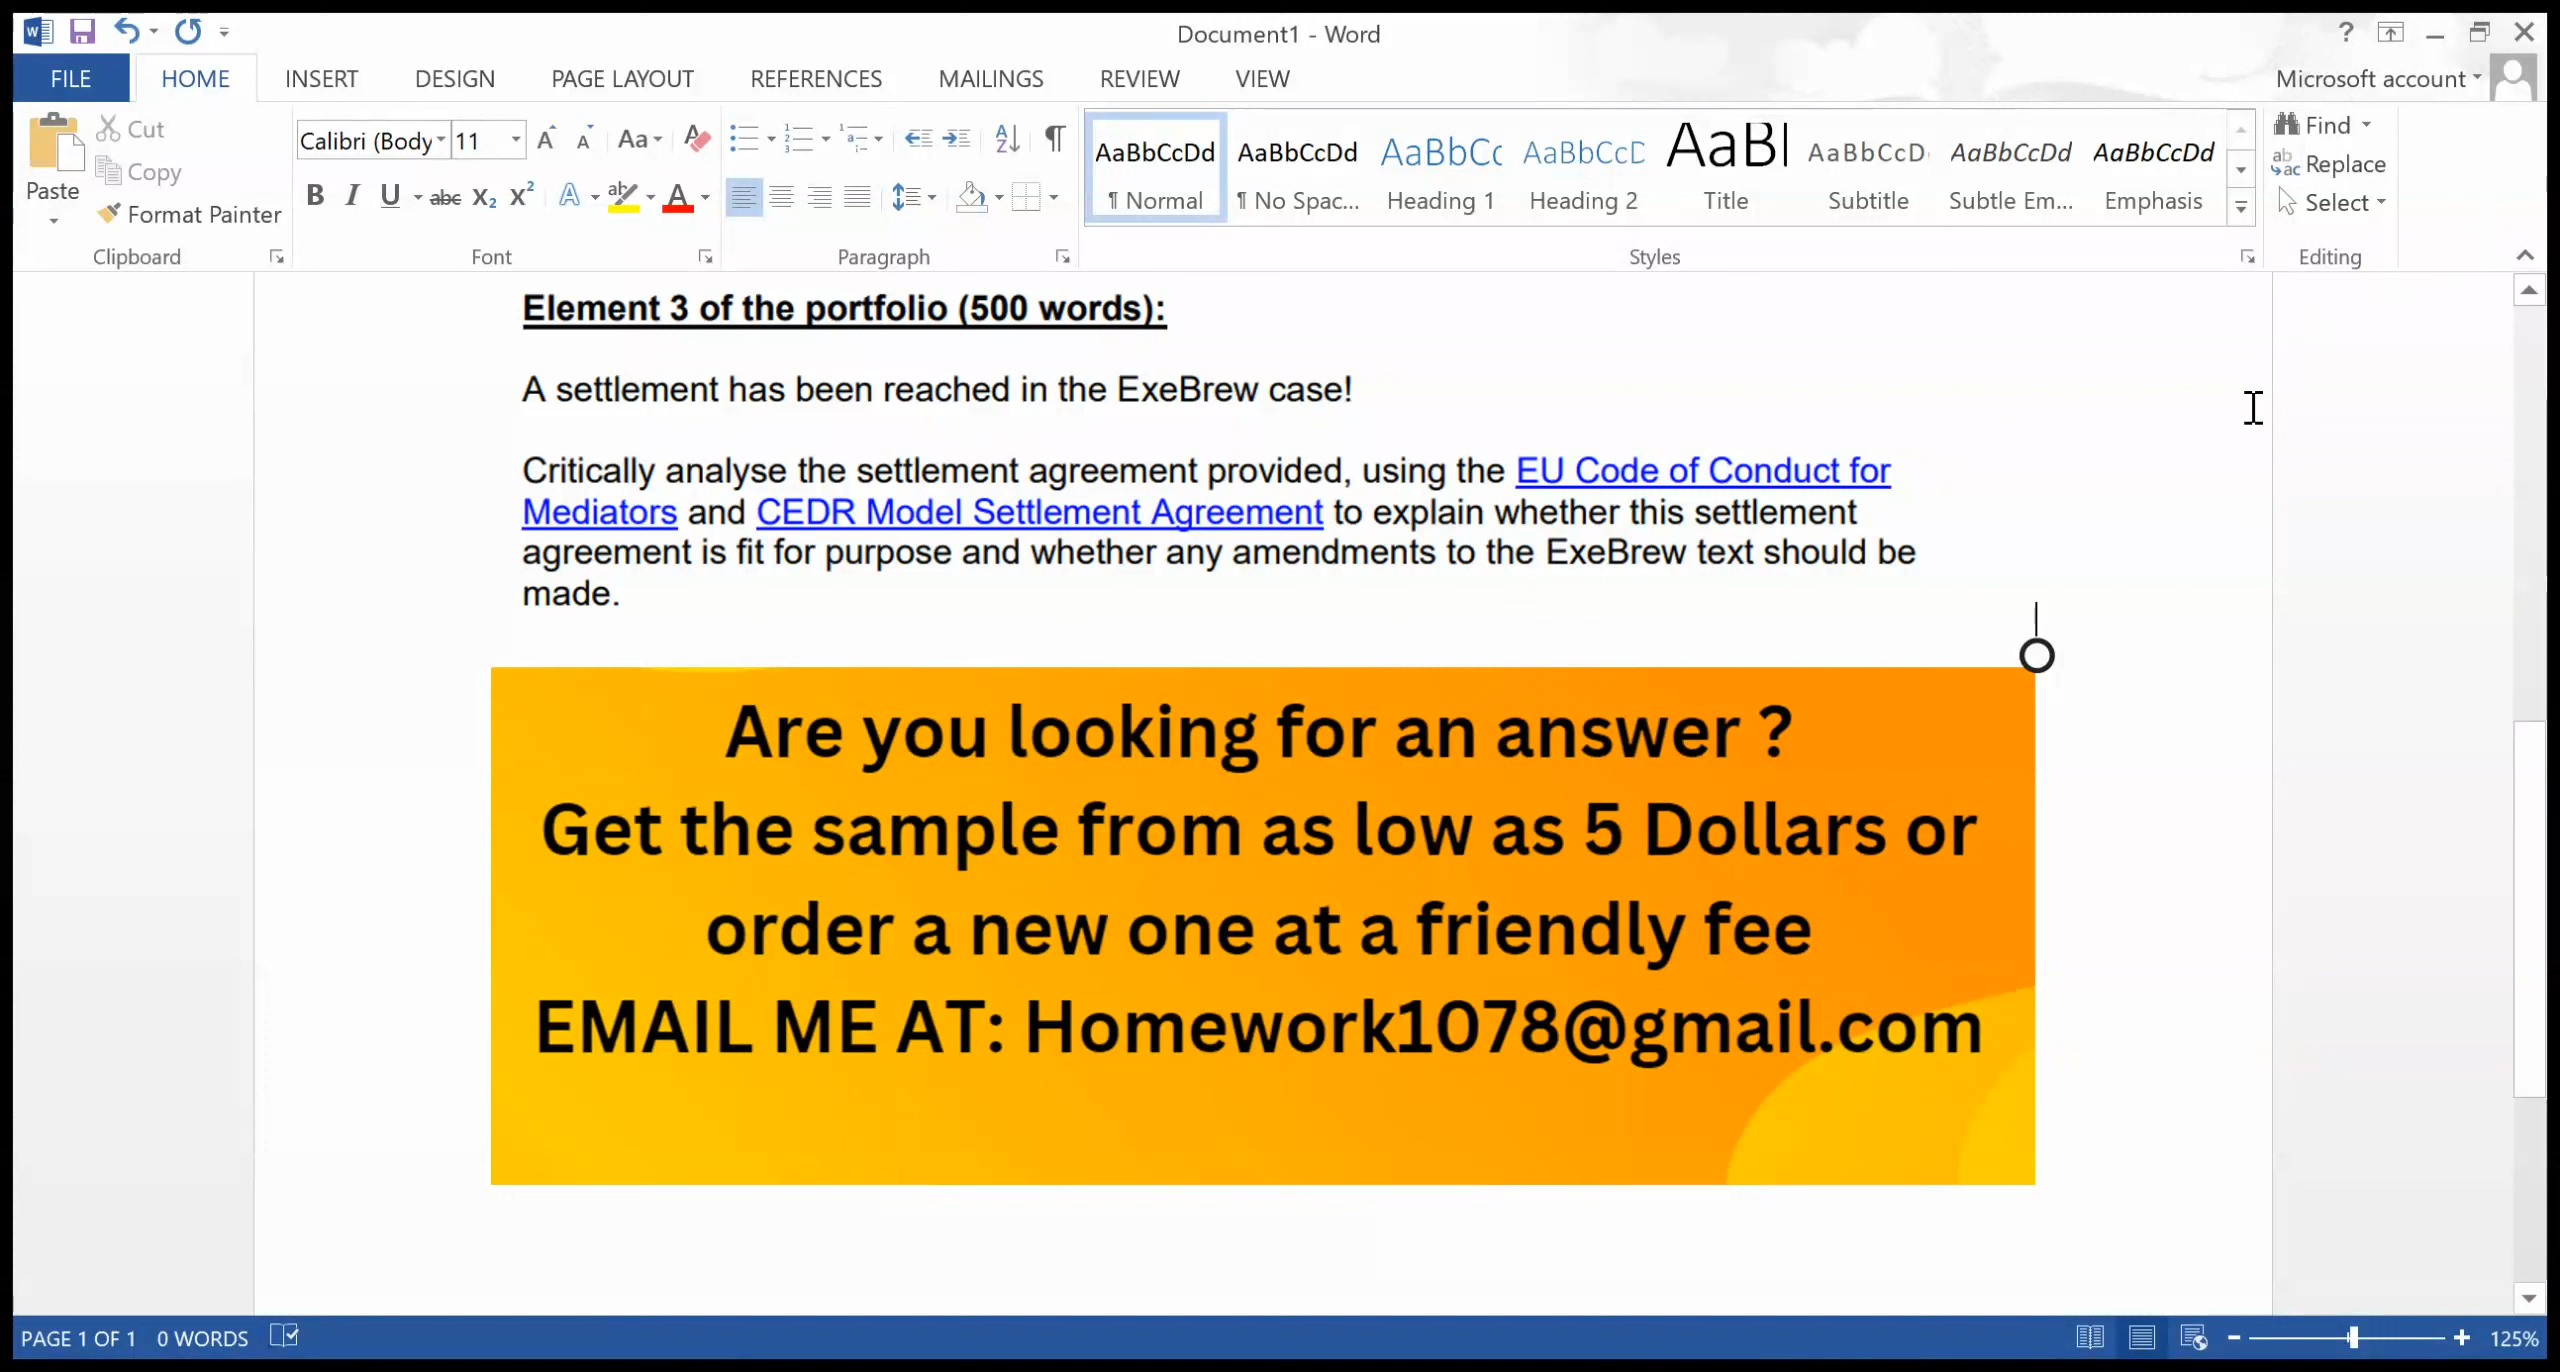 Document1 - Word
?
FILE HOME INSERT DESIGN PAGE LAYOUT REFERENCES MAILINGS REVIEW VIEW
Microsoft account
Paste
Cut
Copy
Format Painter
Clipboard
Calibri (Body 11
Font
Paragraph
AaBbCcDd AaBbCcDd AaBbCc AaBbCcD AaBl AaBbCcD AaBbCcDd AaBbCcDd
¶ Normal ¶ No Spac... Heading 1 Heading 2 Title Subtitle Subtle Em... Emphasis
Styles
Find
Replace
Select
Editing
Element 3 of the portfolio (500 words):
A settlement has been reached in the ExeBrew case!
Critically analyse the settlement agreement provided, using the EU Code of Conduct for
Mediators and CEDR Model Settlement Agreement to explain whether this settlement
agreement is fit for purpose and whether any amendments to the ExeBrew text should be
made.
Are you looking for an answer ?
Get the sample from as low as 5 Dollars or
order a new one at a friendly fee
EMAIL ME AT: Homework1078@gmail.com
PAGE 1 OF 1 0 WORDS
125%